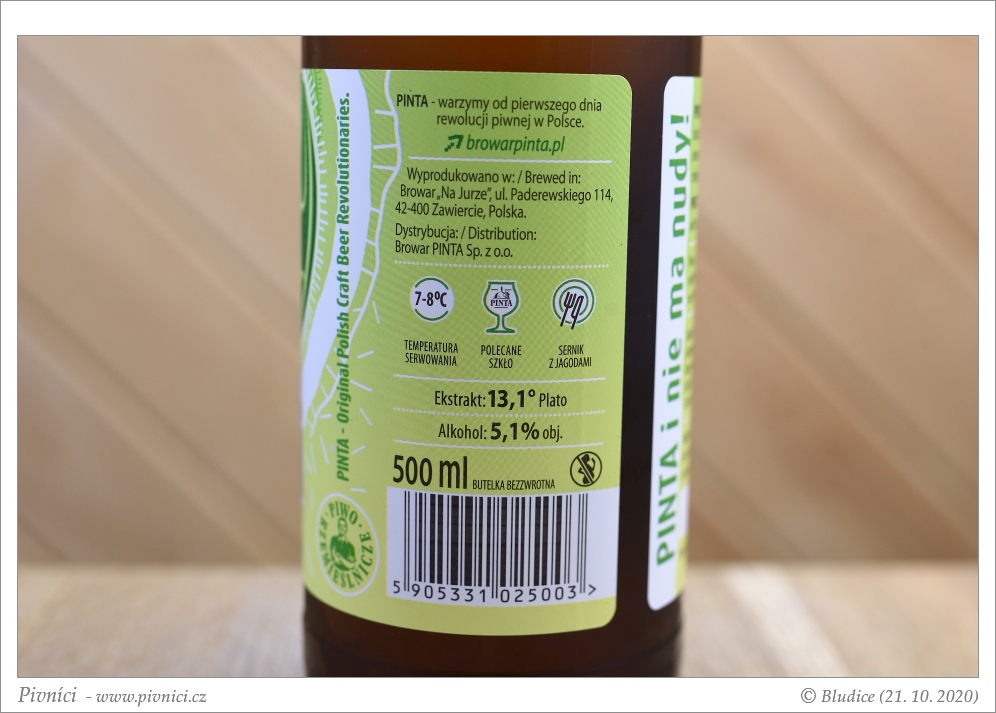 PINTA - Original Polish Craft Beer Revolutionaries.
PIWO · RZEMIEŚLNICZE ·
PINTA - warzymy od pierwszego dnia
rewolucji piwnej w Polsce.
browarpinta.pl
Wyprodukowano w: / Brewed in:
Browar „Na Jurze”, ul. Paderewskiego 114,
42-400 Zawiercie, Polska.
Dystrybucja: / Distribution:
Browar PINTA Sp. z o.o.
7-8°C
PINTA
TEMPERATURA
SERWOWANIA
POLECANE
SZKŁO
SERNIK
Z JAGODAMI
Ekstrakt: 13,1° Plato
Alkohol: 5,1% obj.
500 ml BUTELKA BEZZWROTNA
5 905331 025003 >
PINTA i nie ma nudy!
Pivníci - www.pivnici.cz
© Bludice (21. 10. 2020)